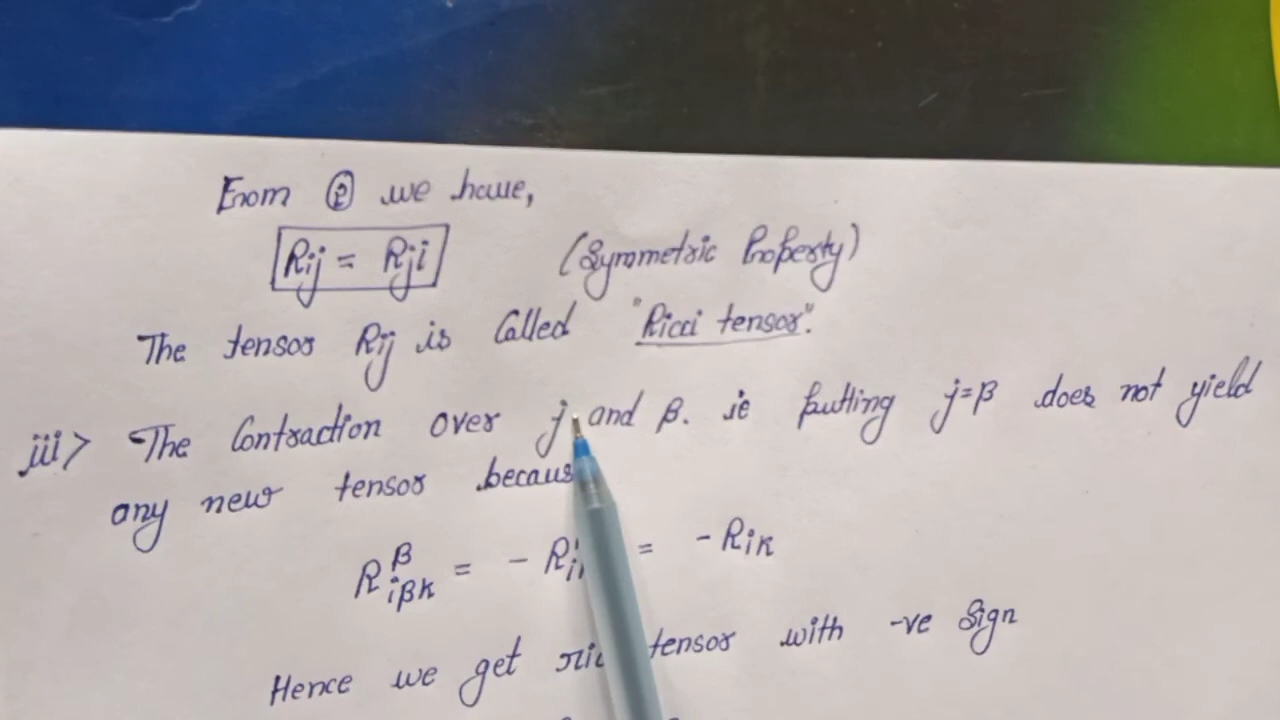 From ② we have,
Rij = Rji (Symmetric Property)
The tensor Rij is Called "Ricci tensor".
iii> The Contraction over j and β. ie putting j=β does not yield
any new tensor becaus
R^β_iβk = - R = - Rik
Hence we get tensor with -ve Sign